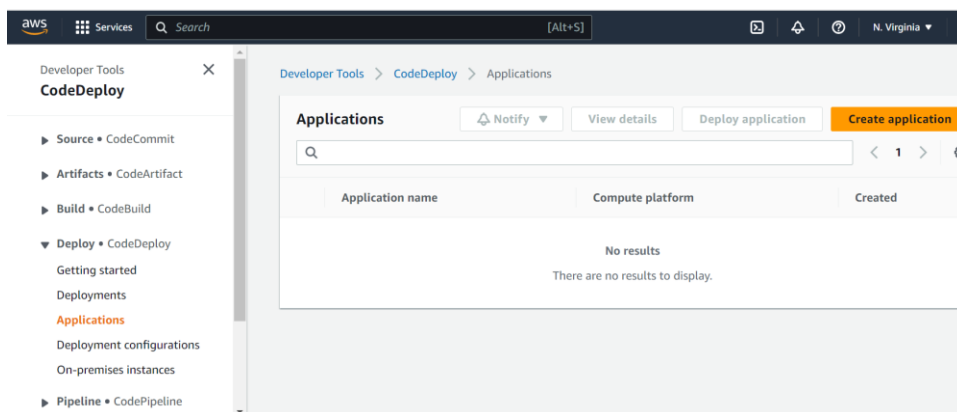 aws Services Search [Alt+S] N. Virginia
Developer Tools
CodeDeploy
Source • CodeCommit
Artifacts • CodeArtifact
Build • CodeBuild
Deploy • CodeDeploy
Getting started
Deployments
Applications
Deployment configurations
On-premises instances
Pipeline • CodePipeline
Developer Tools > CodeDeploy > Applications
Applications Notify View details Deploy application Create application
1
Application name Compute platform Created
No results
There are no results to display.